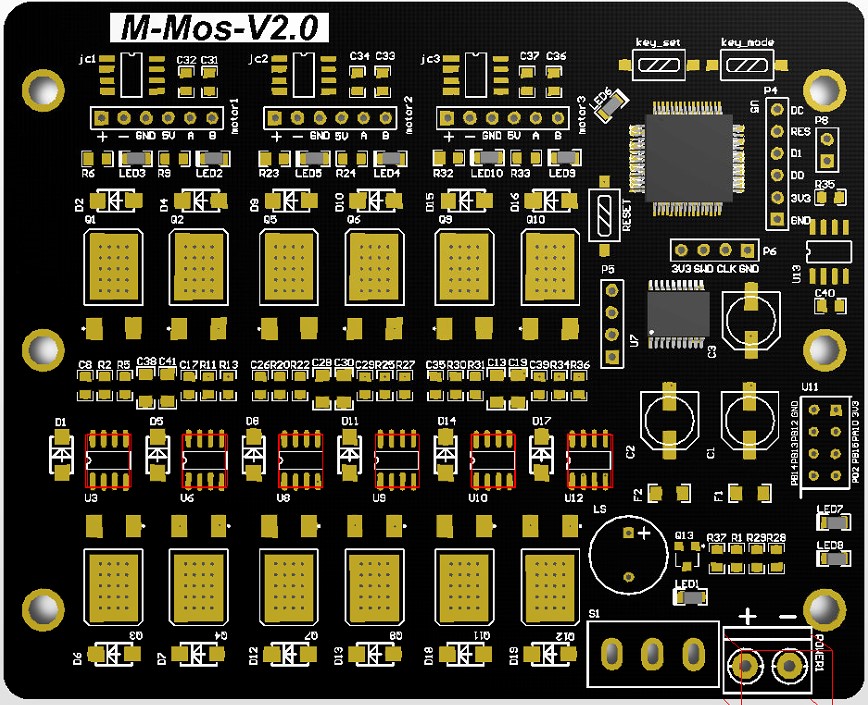 M-Mos-V2.0
key_set key_mode
jc1 C32 C31 jc2 C34 C33 jc3 C37 C36
LED6 P4
5V DC
motor1 motor2 motor3
RES P8
+ - GND 5V A B + - GND 5V A B + - GND 5V A B
D1
R6 LED3 R9 LED2 R23 LED5 R24 LED4 R32 LED10 R33 LED9
DD
R35
3V3
D2 D4 D9 D10 D15 D16
RESET
GND
Q1 Q2 Q5 Q6 Q9 Q10
P6
3V3 SWD CLK GND
P5 U13
C40
U7 C3
C8 R2 R5 C38 C41 C17 R11 R13 C26 R20 R22 C28 C30 C29 R25 R27 C35 R30 R31 C13 C19 C39 R34 R36
U11
GND 3V3
PB12 PA10
PB13 PB15
PB14 PD2
D1 D5 D8 D11 D14 D17
C2 C1
U3 U6 U8 U9 U10 U12
F2 F1
LS + LED7
Q13 R37 R1 R29 R28
LED8
LED1
S1 + -
Q3 Q4 Q7 Q8 Q11 Q12
POWER1
D6 D7 D12 D13 D18 D19